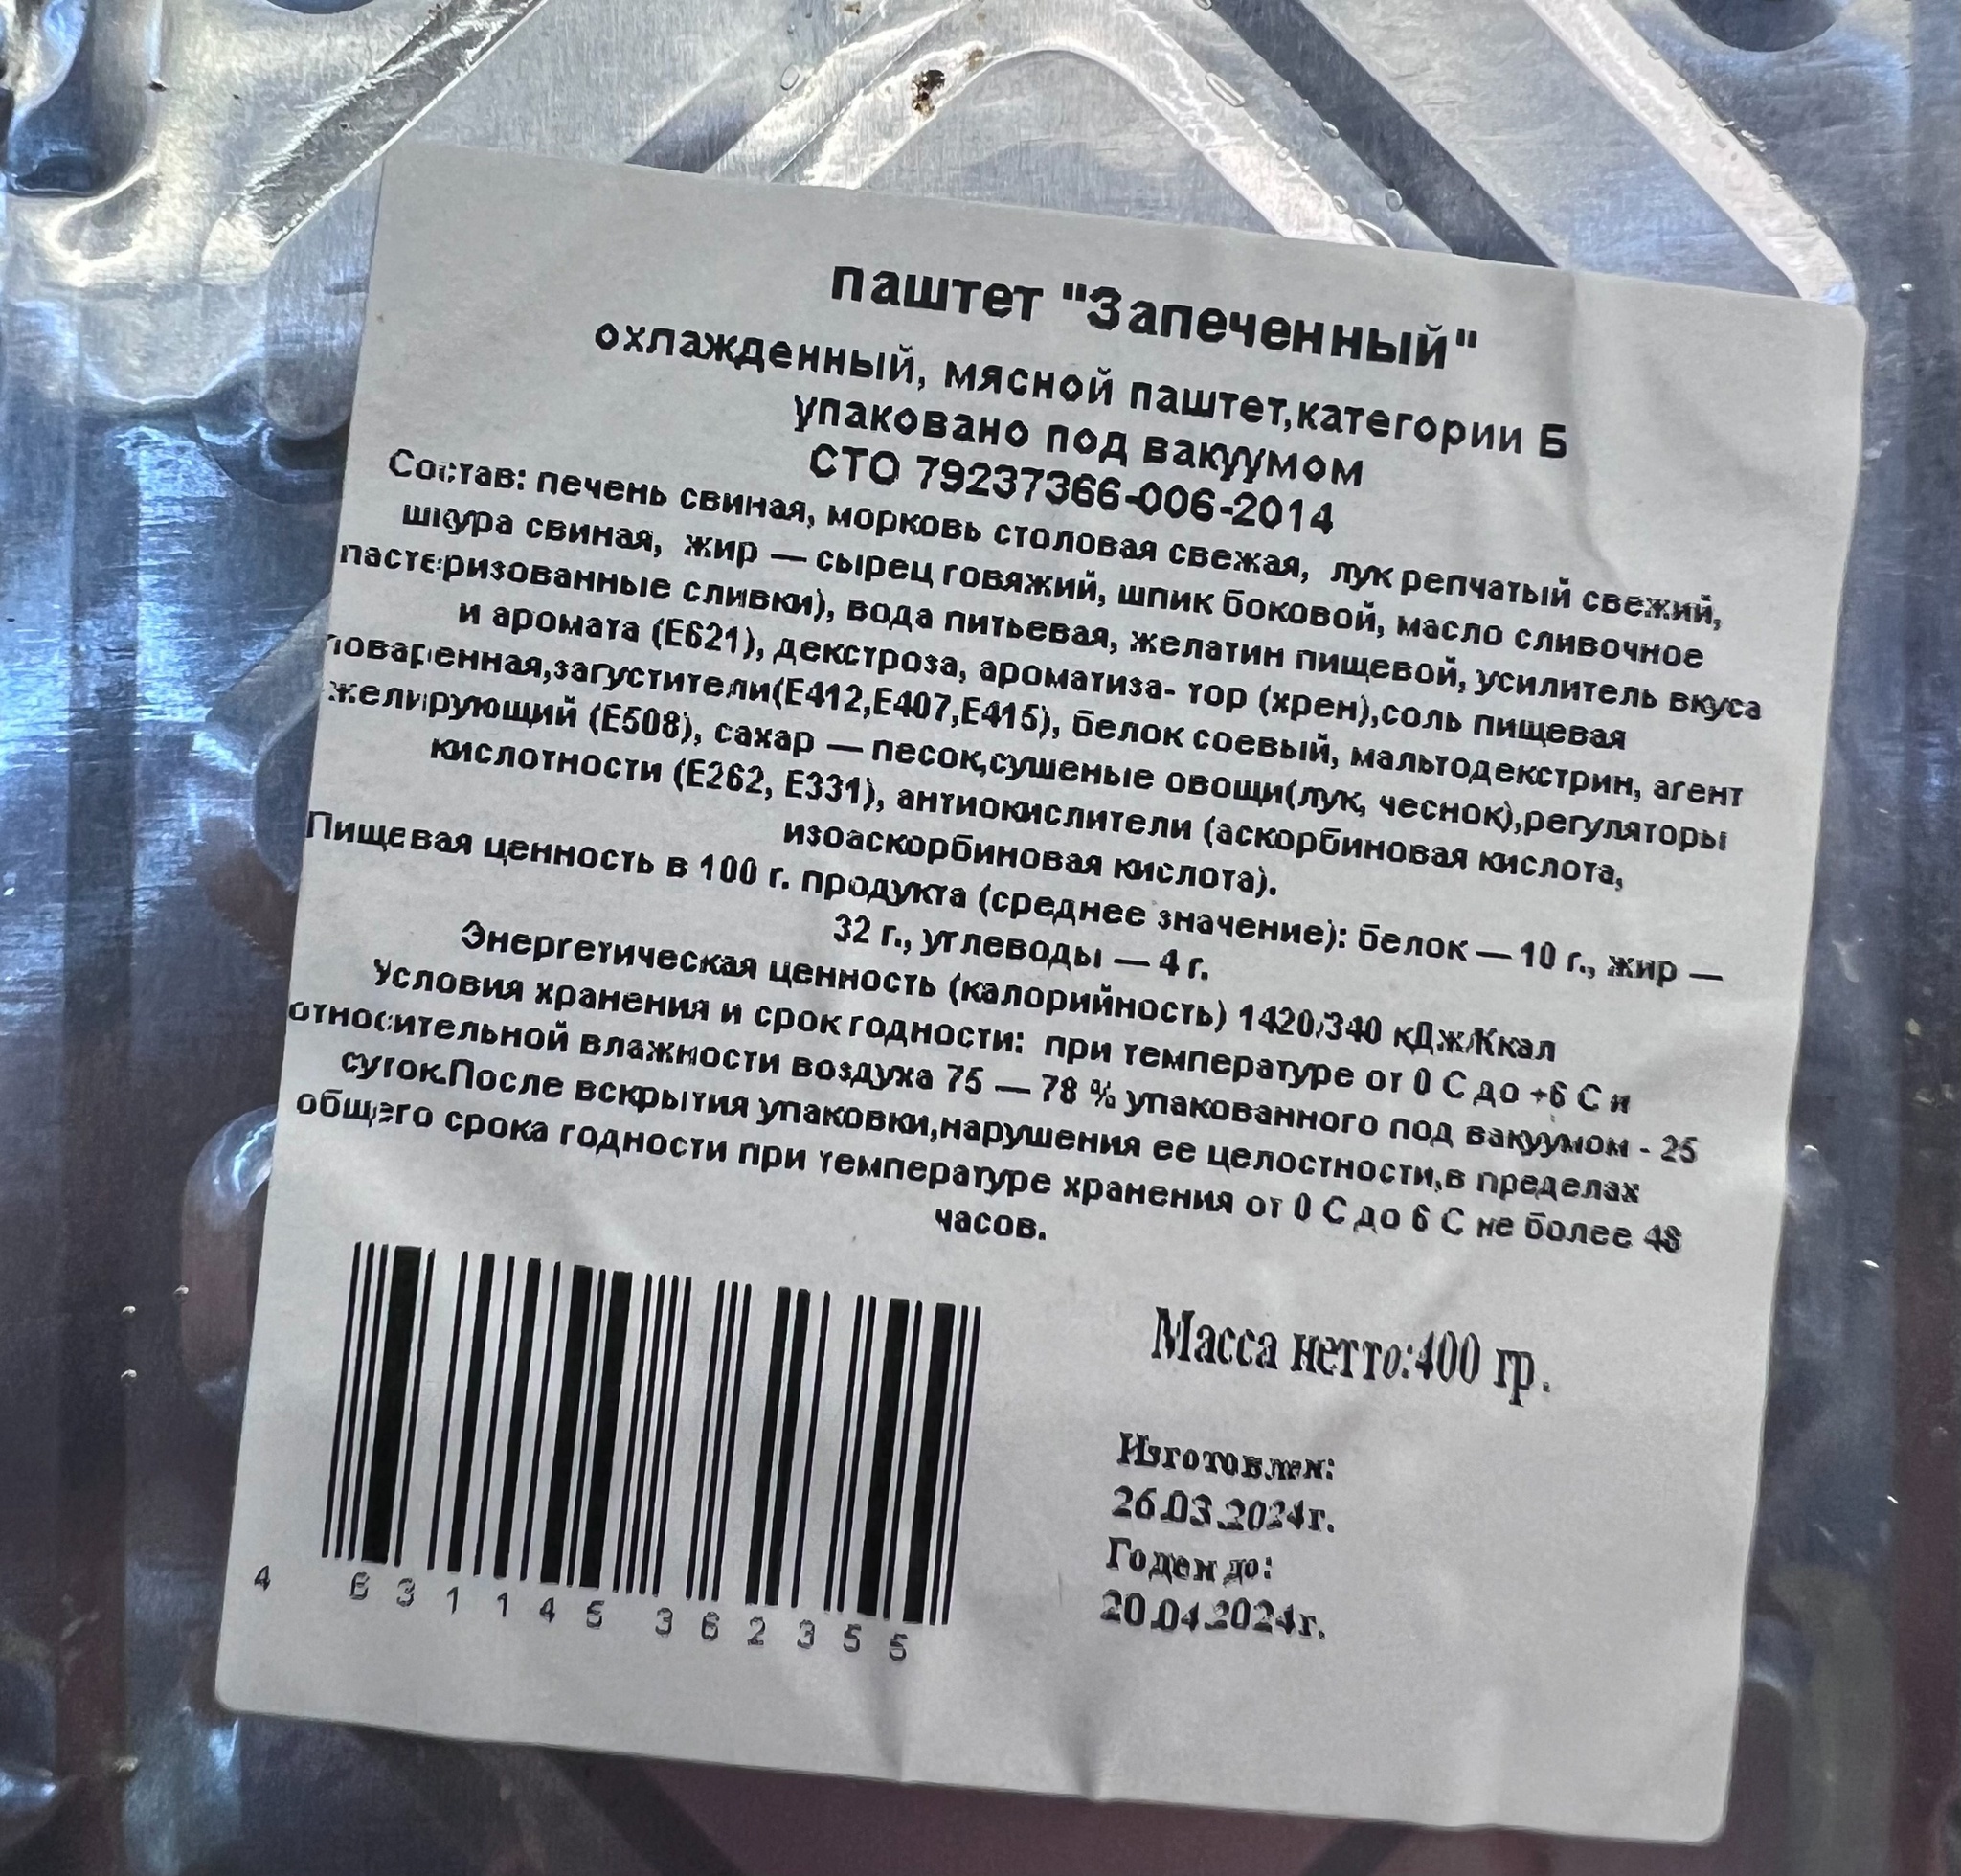 паштет "Запеченный"
охлажденный, мясной паштет,категории Б
упаковано под вакуумом
СТО 79237366-006-2014
Состав: печень свиная, морковь столовая свежая, лук репчатый свежий,
шкура свиная, жир — сырец говяжий, шпик боковой, масло сливочное
пастеризованные сливки), вода питьевая, желатин пищевой, усилитель вкуса
и аромата (Е621), декстроза, ароматиза- тор (хрен),соль пищевая
поваренная,загустители(Е412,Е407,Е415), белок соевый, мальтодекстрин, агент
желирующий (Е508), сахар — песок,сушеные овощи(лук, чеснок),регуляторы
кислотности (Е262, Е331), антиокислители (аскорбиновая кислота,
изоаскорбиновая кислота).
Пищевая ценность в 100 г. продукта (среднее значение): белок — 10 г., жир —
32 г., углеводы — 4 г.
Энергетическая ценность (калорийность) 1420/340 кДж/Ккал
Условия хранения и срок годности: при температуре от 0 С до +6 С и
относительной влажности воздуха 75 — 78 % упакованного под вакуумом - 25
суток.После вскрытия упаковки,нарушения ее целостности,в пределах
общего срока годности при температуре хранения от 0 С до 6 С не более 48
часов.
Масса нетто:400 гр.
Изготовлен:
26.03.2024г.
Годен до:
20.04.2024г.
4 631145 362355